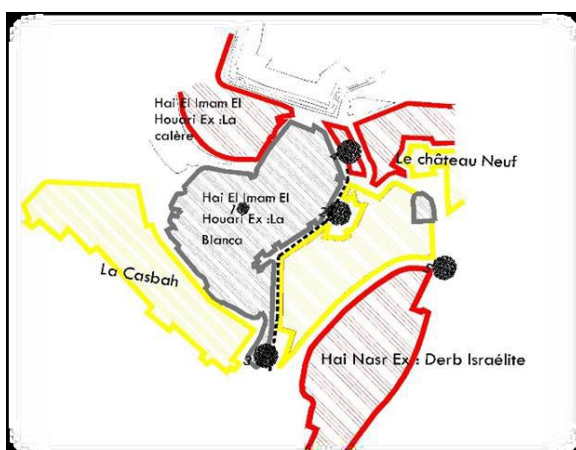 Hai El Imam El
Houari Ex :La
calère
Le château Neuf
Hai El Imam El
Houari Ex :La
Blanca
La Casbah
Hai Nasr Ex : Derb Israélite